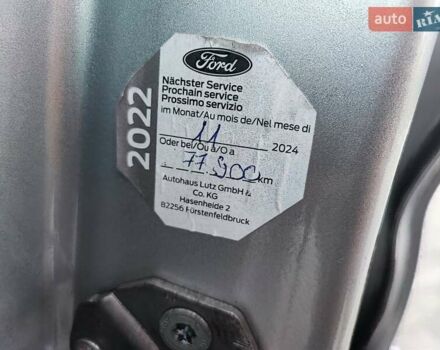 auto RIA
Ford
2022
Nächster Service
Prochain service
Prossimo servizio
im Monat/Au mois de/Nel mese di
11 2024
Oder bei/Ou à/O a
77.900 km
Autohaus Lutz GmbH &
Co. KG
Hasenheide 2
82256 Fürstenfeldbruck